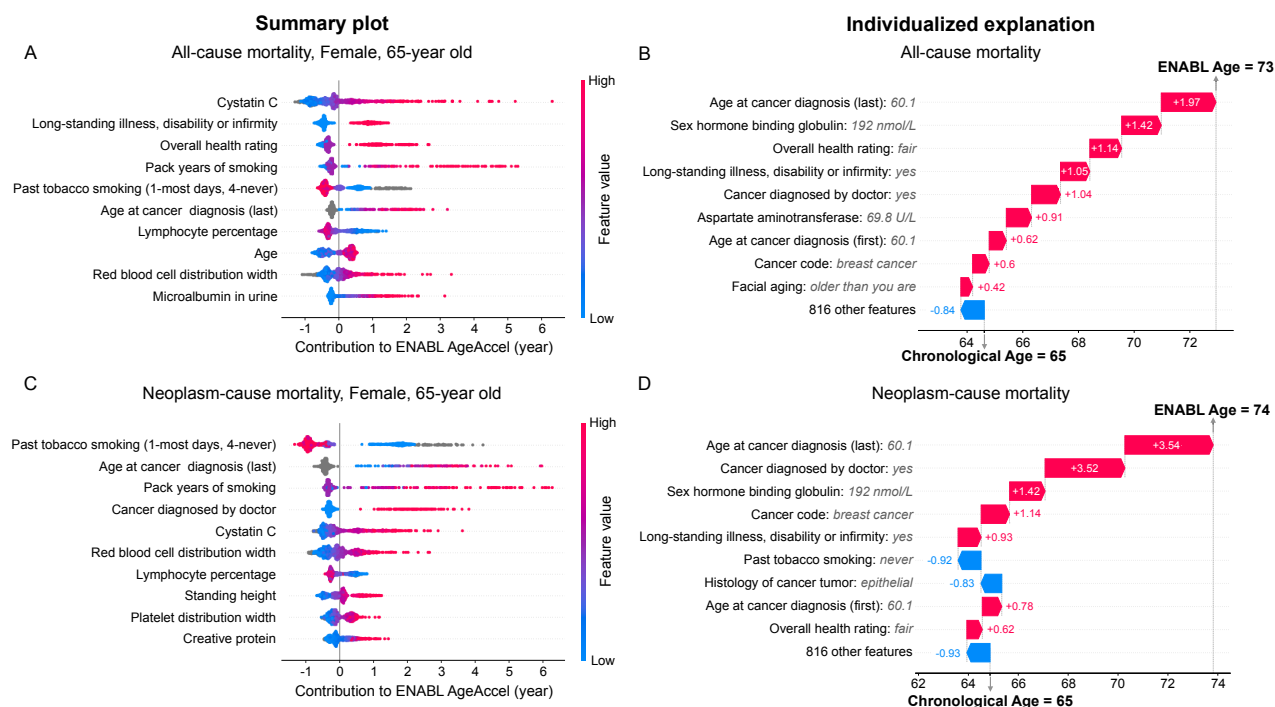 Summary plot
Individualized explanation
A
All-cause mortality, Female, 65-year old
High
Cystatin C
Long-standing illness, disability or infirmity
Overall health rating
Pack years of smoking
Past tobacco smoking (1-most days, 4-never)
Age at cancer diagnosis (last)
Lymphocyte percentage
Age
Red blood cell distribution width
Microalbumin in urine
Feature value
Low
-1 0 1 2 3 4 5 6
Contribution to ENABL AgeAccel (year)
B
All-cause mortality
ENABL Age = 73
Age at cancer diagnosis (last): 60.1
+1.97
Sex hormone binding globulin: 192 nmol/L
+1.42
Overall health rating: fair
+1.14
Long-standing illness, disability or infirmity: yes
+1.05
Cancer diagnosed by doctor: yes
+1.04
Aspartate aminotransferase: 69.8 U/L
+0.91
Age at cancer diagnosis (first): 60.1
+0.62
Cancer code: breast cancer
+0.6
Facial aging: older than you are
+0.42
816 other features
-0.84
64 66 68 70 72
Chronological Age = 65
C
Neoplasm-cause mortality, Female, 65-year old
High
Past tobacco smoking (1-most days, 4-never)
Age at cancer diagnosis (last)
Pack years of smoking
Cancer diagnosed by doctor
Cystatin C
Red blood cell distribution width
Lymphocyte percentage
Standing height
Platelet distribution width
Creative protein
Feature value
Low
-1 0 1 2 3 4 5 6
Contribution to ENABL AgeAccel (year)
D
Neoplasm-cause mortality
ENABL Age = 74
Age at cancer diagnosis (last): 60.1
+3.54
Cancer diagnosed by doctor: yes
+3.52
Sex hormone binding globulin: 192 nmol/L
+1.42
Cancer code: breast cancer
+1.14
Long-standing illness, disability or infirmity: yes
+0.93
Past tobacco smoking: never
-0.92
Histology of cancer tumor: epithelial
-0.83
Age at cancer diagnosis (first): 60.1
+0.78
Overall health rating: fair
+0.62
816 other features
-0.93
62 64 66 68 70 72 74
Chronological Age = 65